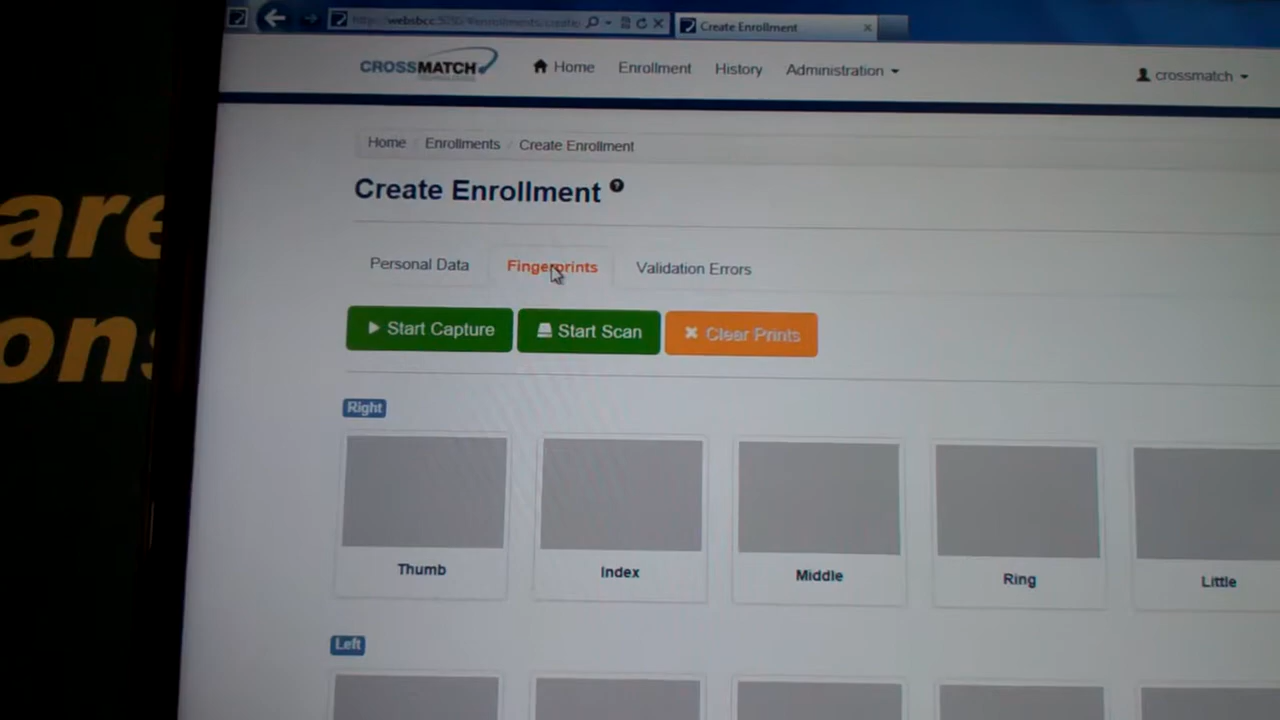 Create Enrollment
CROSSMATCH
Home
Enrollment
History
Administration
crossmatch
Home / Enrollments / Create Enrollment
Create Enrollment
Personal Data
Fingerprints
Validation Errors
Start Capture
Start Scan
Clear Prints
Right
Thumb
Index
Middle
Ring
Little
Left
are
ons